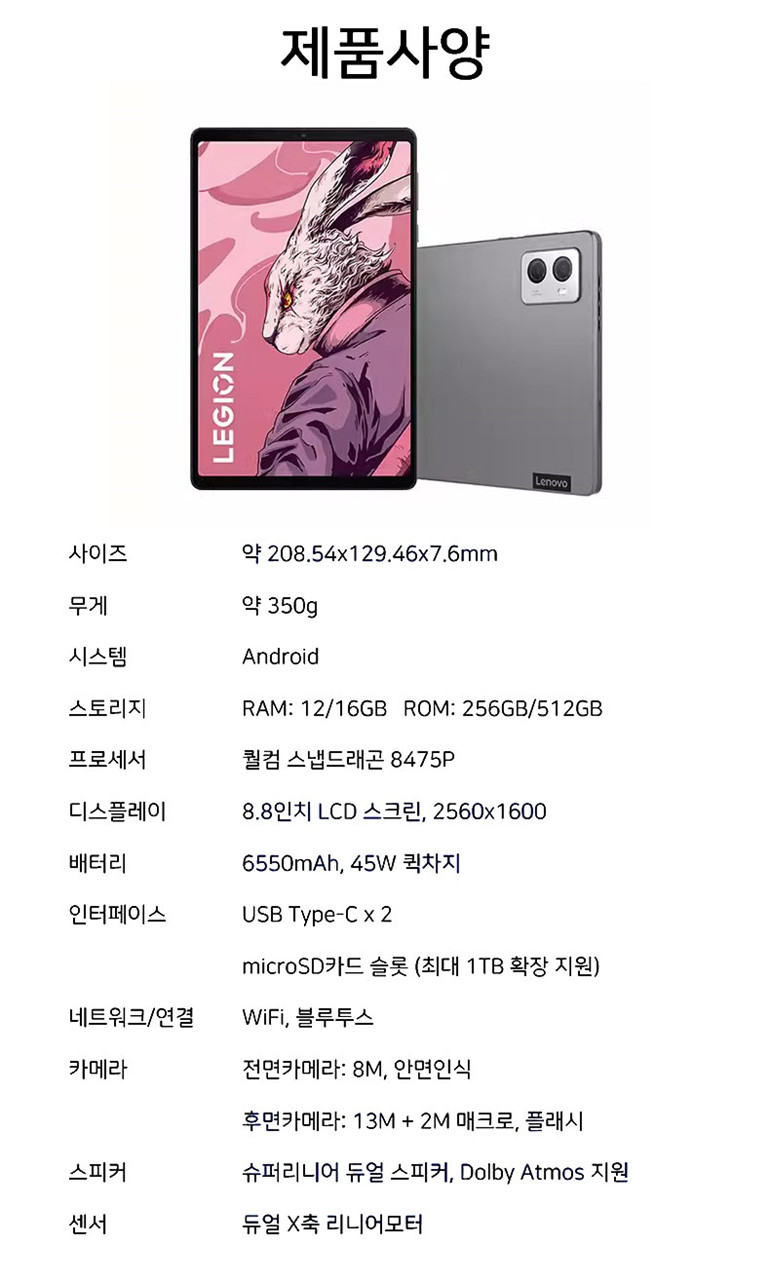 제품사양
LEGION
Lenovo
사이즈 약 208.54x129.46x7.6mm
무게 약 350g
시스템 Android
스토리지 RAM: 12/16GB ROM: 256GB/512GB
프로세서 퀄컴 스냅드래곤 8475P
디스플레이 8.8인치 LCD 스크린, 2560x1600
배터리 6550mAh, 45W 퀵차지
인터페이스 USB Type-C x 2
microSD카드 슬롯 (최대 1TB 확장 지원)
네트워크/연결 WiFi, 블루투스
카메라 전면카메라: 8M, 안면인식
후면카메라: 13M + 2M 매크로, 플래시
스피커 슈퍼리니어 듀얼 스피커, Dolby Atmos 지원
센서 듀얼 X축 리니어모터